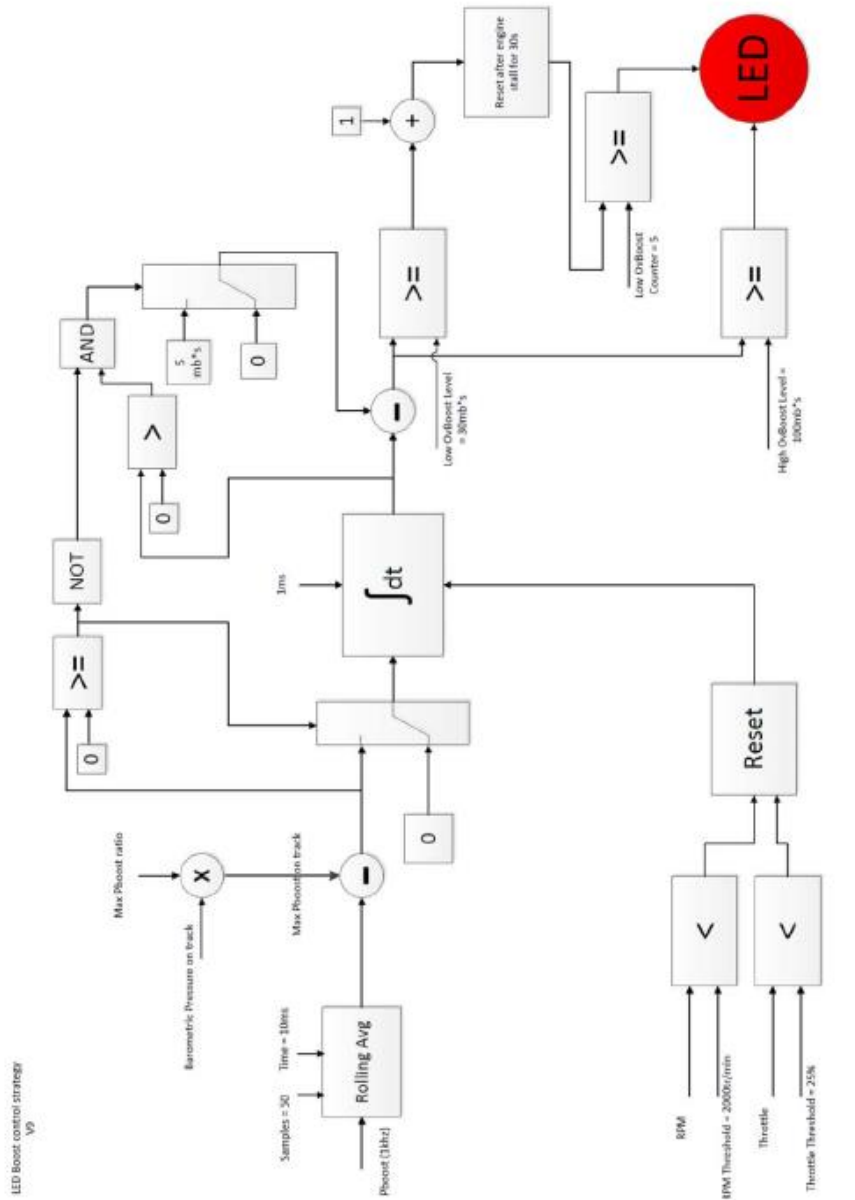 LED Boost control strategy
V9
Max Pboost ratio
Barometric Pressure on track
X
Max Pboost on track
Samples = 50
Time = 10ms
Pboost (1khz)
Rolling Avg
-
0
>=
0
NOT
AND
0
>
5
mb*s
0
1ms
∫dt
-
Low OvBoost Level
= 30mb*s
>=
1
+
Reset after engine
stall for 30s
Low OvBoost
Counter = 5
>=
High OvBoost Level =
100mb*s
>=
LED
RPM
RPM Threshold = 2000tr/min
<
Throttle
Throttle Threshold = 25%
<
Reset